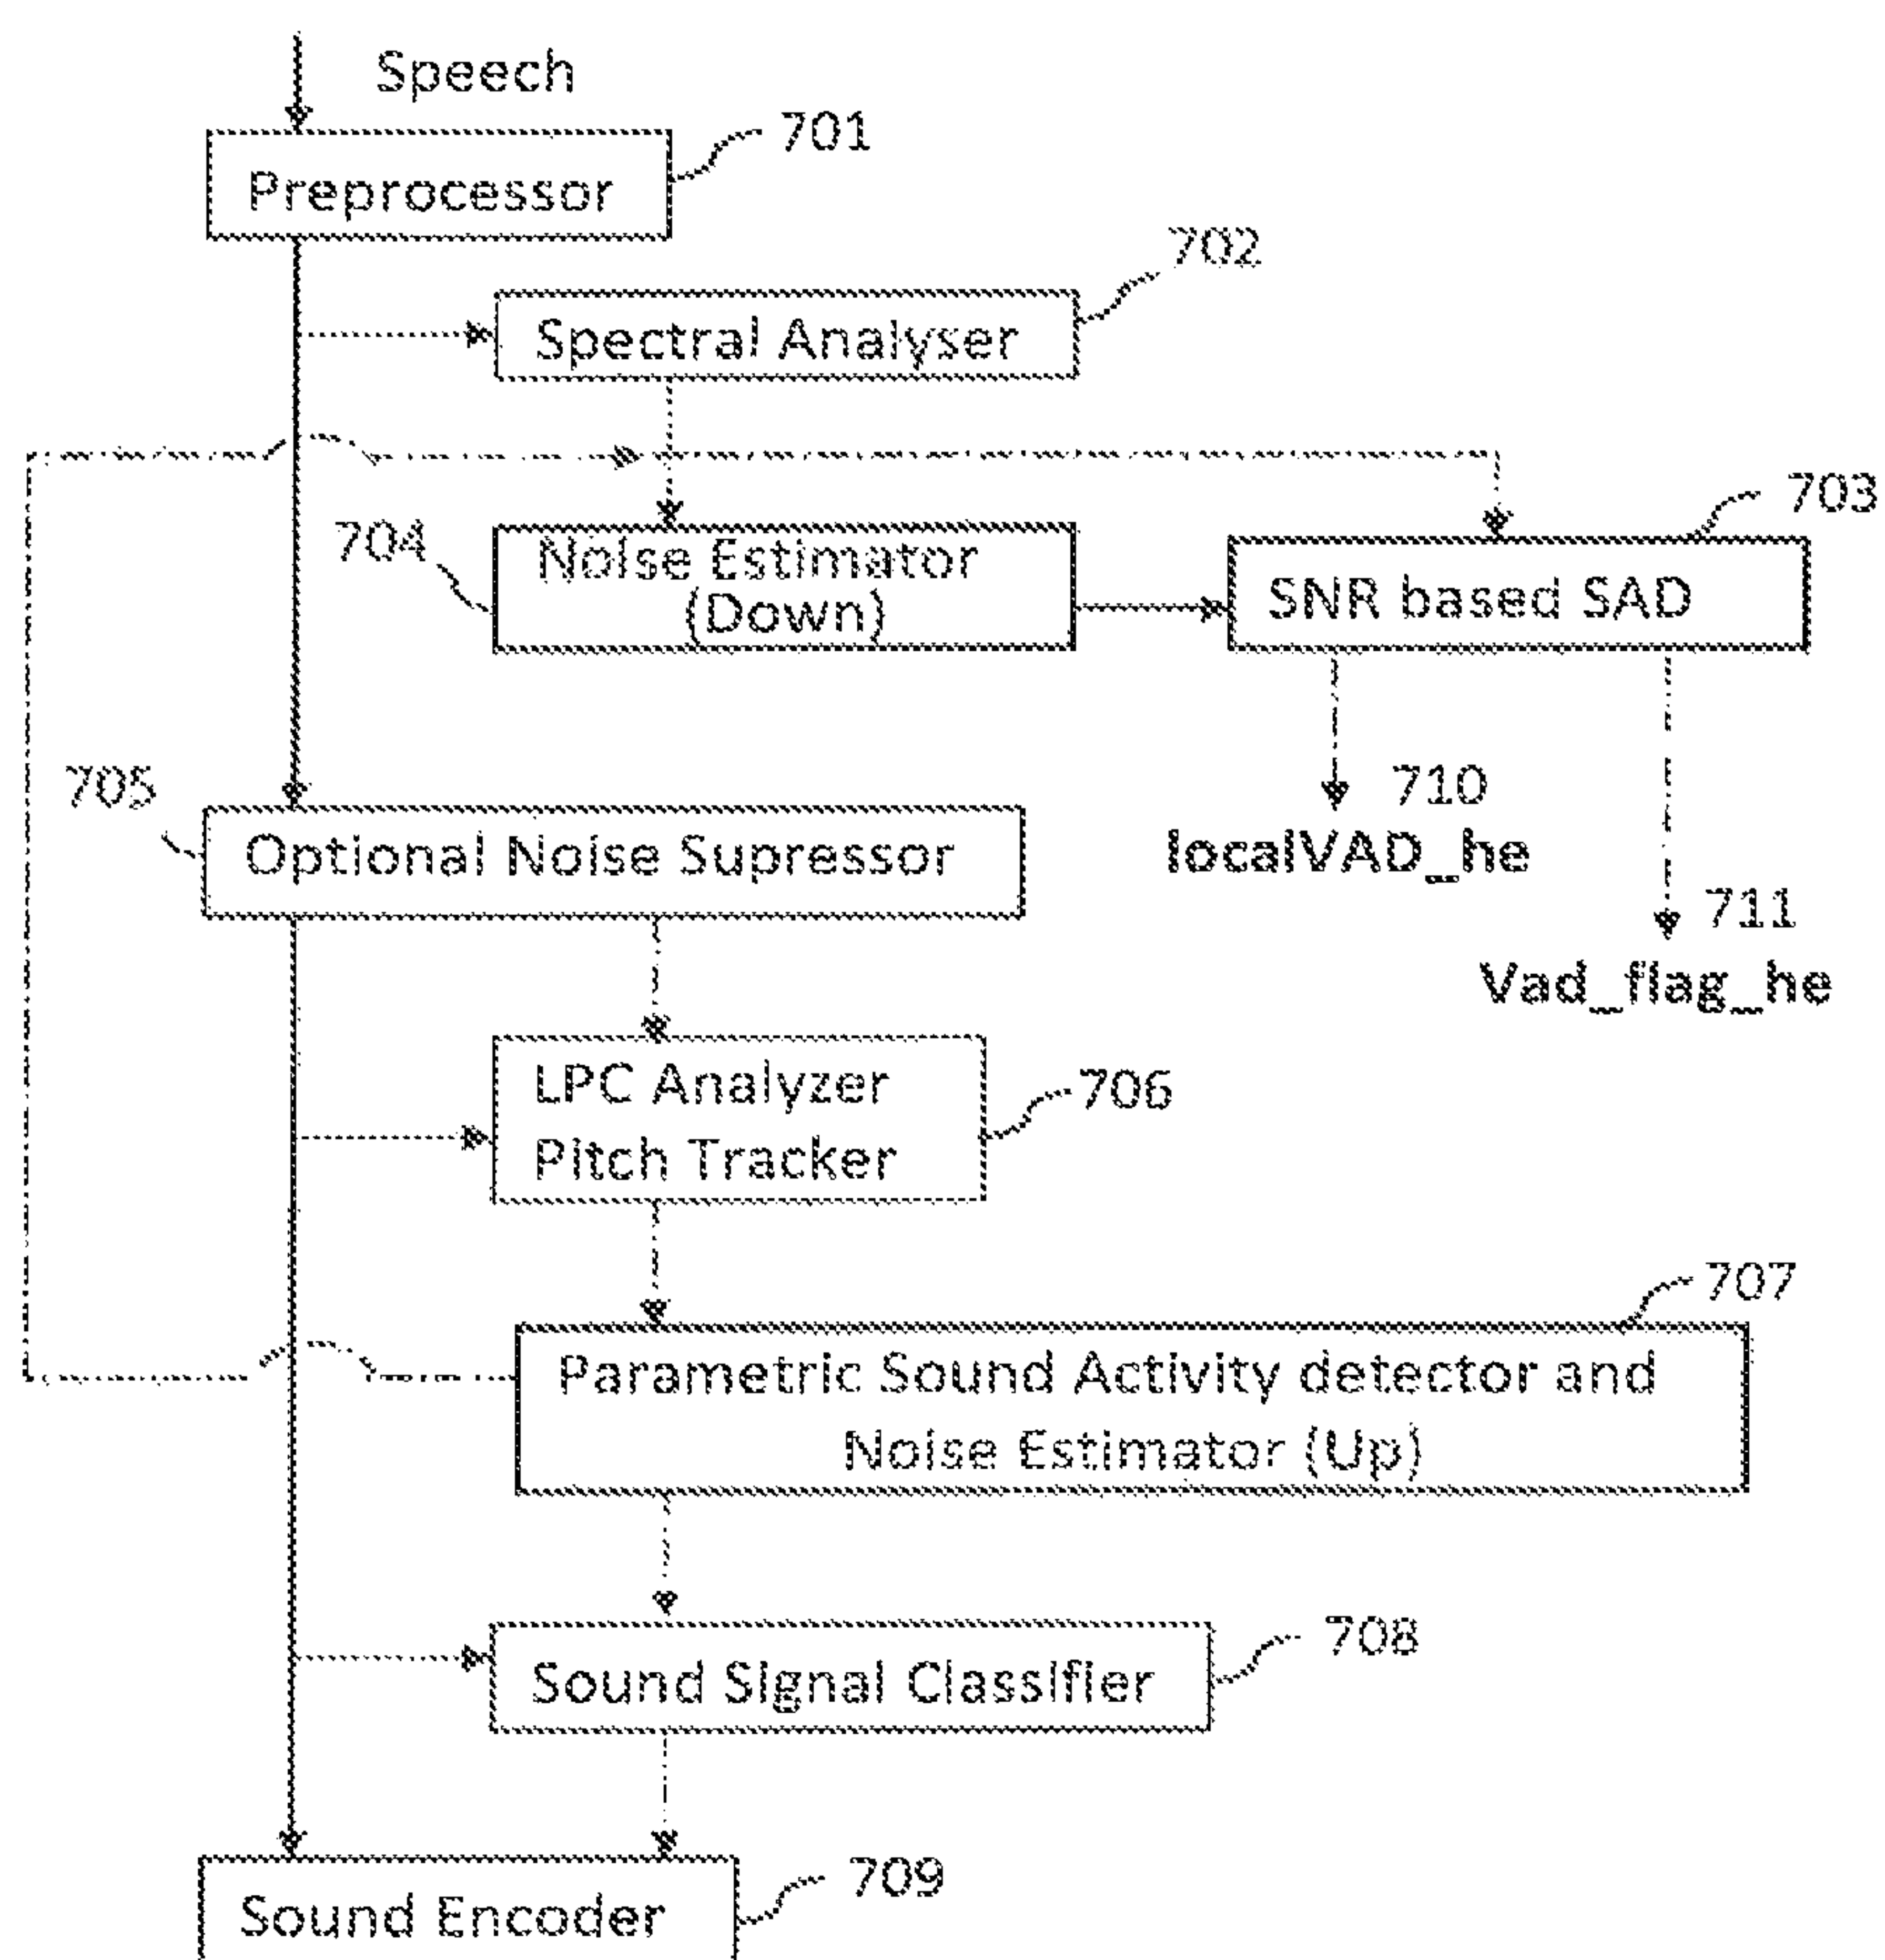 Speech
701
Preprocessor
702
Spectral Analyser
703
704
Noise Estimator
(Down)
SNR based SAD
705
710
localVAD_he
Optional Noise Supressor
711
Vad_flag_he
LPC Analyzer
706
Pitch Tracker
707
Parametric Sound Activity detector and
Noise Estimator (Up)
708
Sound Signal Classifier
709
Sound Encoder